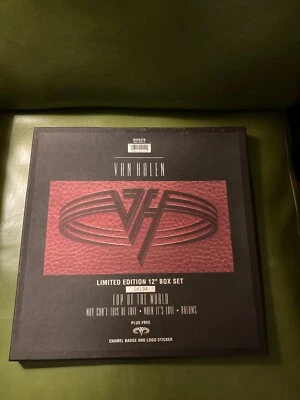 VAN HALEN
LIMITED EDITION 12" BOX SET
TOP OF THE WORLD
WHY CAN'T THIS BE LOVE • WHEN IT'S LOVE • DREAMS
PLUS FREE
ENAMEL BADGE AND LOGO STICKER